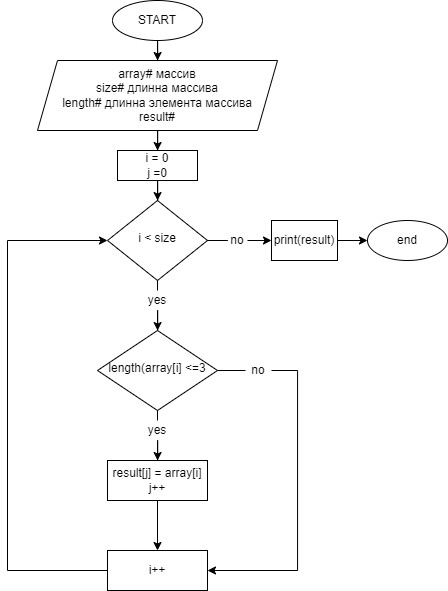 START
array# массив
size# длинна массива
length# длинна элемента массива
result#
i = 0
j =0
i < size
no
print(result)
end
yes
length(array[i] <=3
no
yes
result[j] = array[i]
j++
i++